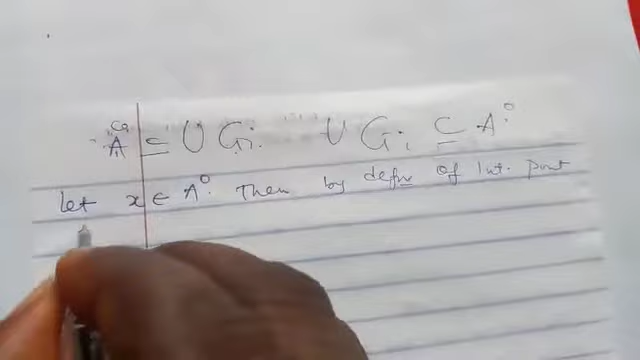 A° ⊆ ∪ Gᵢ. ∪ Gᵢ ⊆ A°.
Let x ∈ A°. Then by defn of Int. point